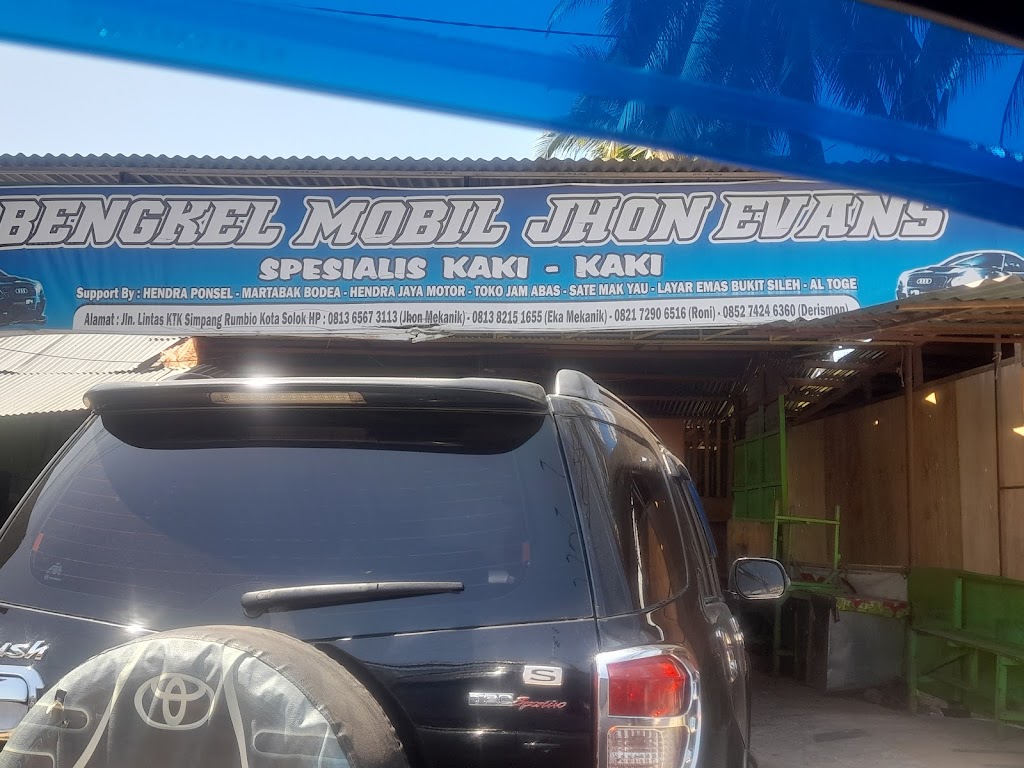 BENGKEL MOBIL JHON EVANS
SPESIALIS KAKI - KAKI
Support By : HENDRA PONSEL - MARTABAK BODEA - HENDRA JAYA MOTOR - TOKO JAM ABAS - SATE MAK YAU - LAYAR EMAS BUKIT SILEH - AL TOGE
Alamat : Jln. Lintas KTK Simpang Rumbio Kota Solok HP : 0813 6567 3113 (Jhon Mekanik) - 0813 8215 1655 (Eka Mekanik) - 0821 7290 6516 (Roni) - 0852 7424 6360 (Derismon)
S
TRD Sportivo